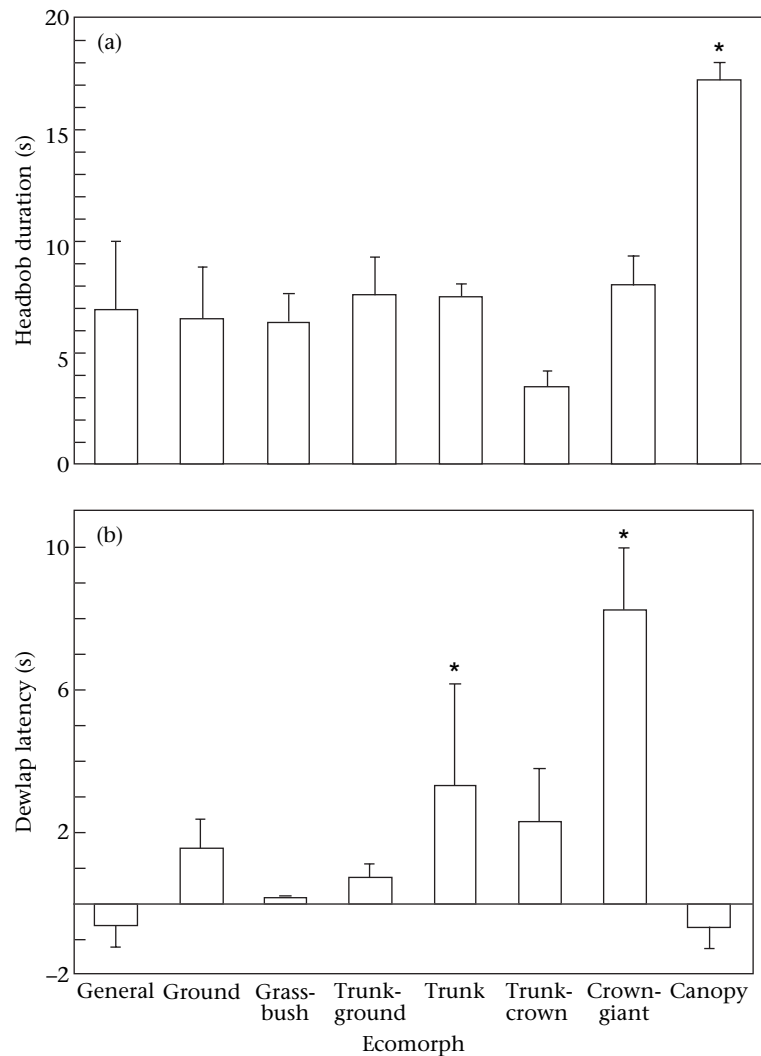 20
(a)
*
15
Headbob duration (s)
10
5
0
(b)
*
10
*
6
Dewlap latency (s)
2
–2
General Ground Grass- Trunk- Trunk Trunk- Crown- Canopy
bush ground crown giant
Ecomorph